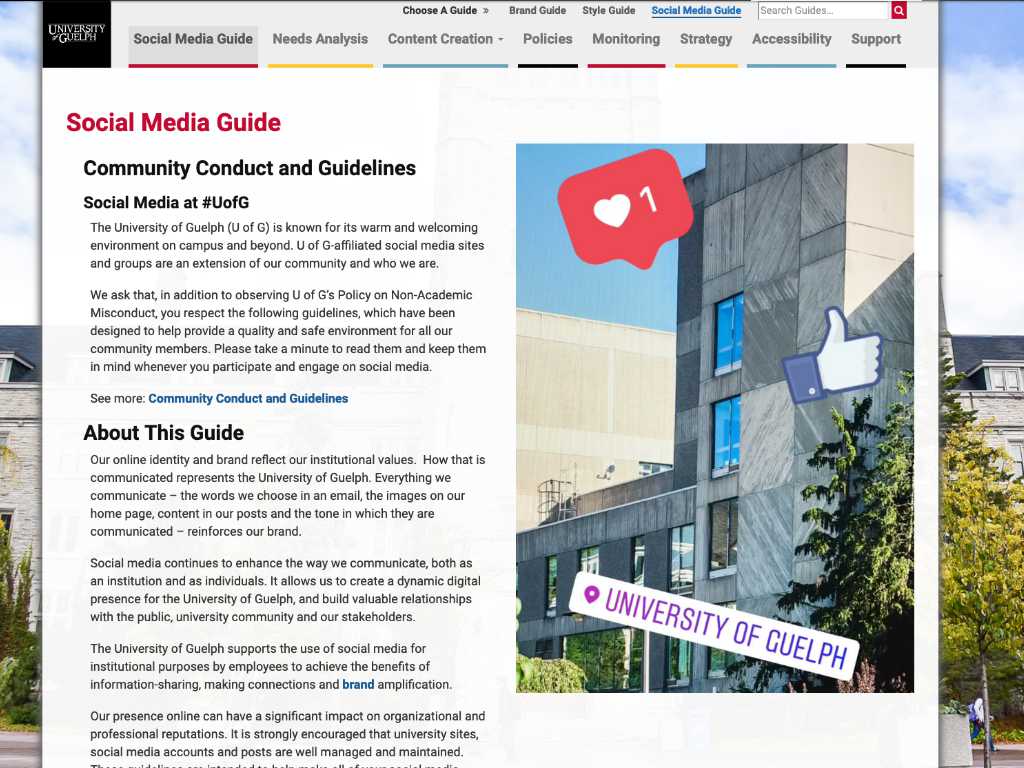 UNIVERSITY
of GUELPH
Choose A Guide » Brand Guide Style Guide Social Media Guide Search Guides...
Social Media Guide Needs Analysis Content Creation Policies Monitoring Strategy Accessibility Support
Social Media Guide
Community Conduct and Guidelines
Social Media at #UofG
The University of Guelph (U of G) is known for its warm and welcoming
environment on campus and beyond. U of G-affiliated social media sites
and groups are an extension of our community and who we are.
We ask that, in addition to observing U of G's Policy on Non-Academic
Misconduct, you respect the following guidelines, which have been
designed to help provide a quality and safe environment for all our
community members. Please take a minute to read them and keep them
in mind whenever you participate and engage on social media.
See more: Community Conduct and Guidelines
About This Guide
Our online identity and brand reflect our institutional values. How that is
communicated represents the University of Guelph. Everything we
communicate – the words we choose in an email, the images on our
home page, content in our posts and the tone in which they are
communicated – reinforces our brand.
Social media continues to enhance the way we communicate, both as
an institution and as individuals. It allows us to create a dynamic digital
presence for the University of Guelph, and build valuable relationships
with the public, university community and our stakeholders.
The University of Guelph supports the use of social media for
institutional purposes by employees to achieve the benefits of
information-sharing, making connections and brand amplification.
Our presence online can have a significant impact on organizational and
professional reputations. It is strongly encouraged that university sites,
social media accounts and posts are well managed and maintained.
These guidelines are intended to help make all of your social media
1
UNIVERSITY OF GUELPH